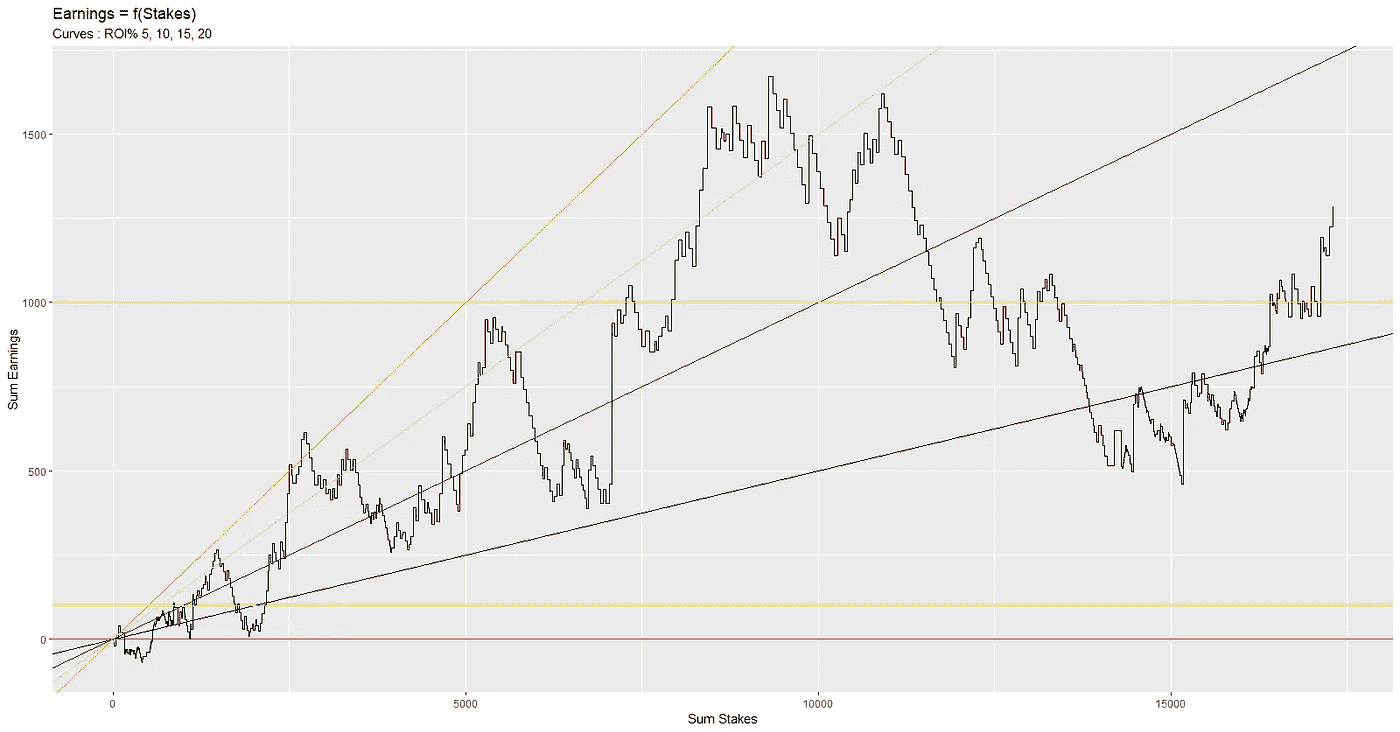 Earnings = f(Stakes)
Curves : ROI% 5, 10, 15, 20
1500
1000
500
0
Sum Earnings
0
5000
10000
15000
Sum Stakes